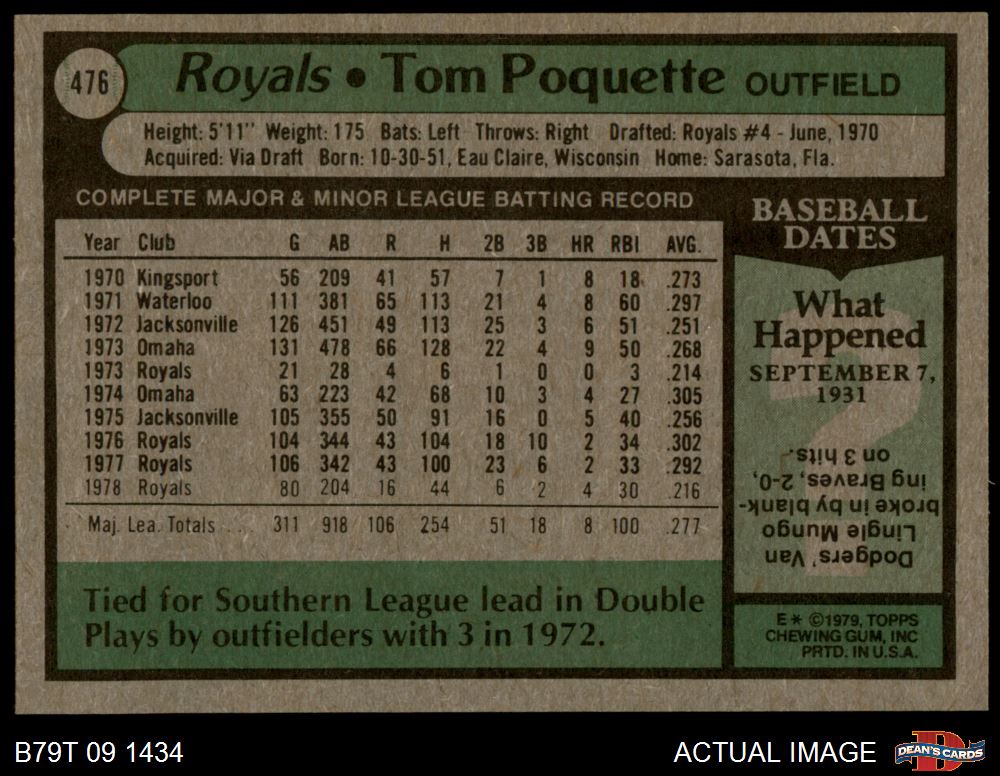 476
Royals • Tom Poquette OUTFIELD
Height: 5'11" Weight: 175 Bats: Left Throws: Right Drafted: Royals #4 - June, 1970
Acquired: Via Draft Born: 10-30-51, Eau Claire, Wisconsin Home: Sarasota, Fla.
COMPLETE MAJOR & MINOR LEAGUE BATTING RECORD
Year Club G AB R H 2B 3B HR RBI AVG.
1970 Kingsport 56 209 41 57 7 1 8 18 .273
1971 Waterloo 111 381 65 113 21 4 8 60 .297
1972 Jacksonville 126 451 49 113 25 3 6 51 .251
1973 Omaha 131 478 66 128 22 4 9 50 .268
1973 Royals 21 28 4 6 1 0 0 3 .214
1974 Omaha 63 223 42 68 10 3 4 27 .305
1975 Jacksonville 105 355 50 91 16 0 5 40 .256
1976 Royals 104 344 43 104 18 10 2 34 .302
1977 Royals 106 342 43 100 23 6 2 33 .292
1978 Royals 80 204 16 44 6 2 4 30 .216
Maj. Lea. Totals .... 311 918 106 254 51 18 8 100 .277
Tied for Southern League lead in Double
Plays by outfielders with 3 in 1972.
BASEBALL
DATES
What
Happened
SEPTEMBER 7,
1931
?
Dodgers' Van
Lingle Mungo
broke in by blank-
ing Braves, 2-0,
on 3 hits.
E* ©1979, TOPPS
CHEWING GUM, INC
PRTD. IN U.S.A.
B79T 09 1434
ACTUAL IMAGE
DEAN'S CARDS